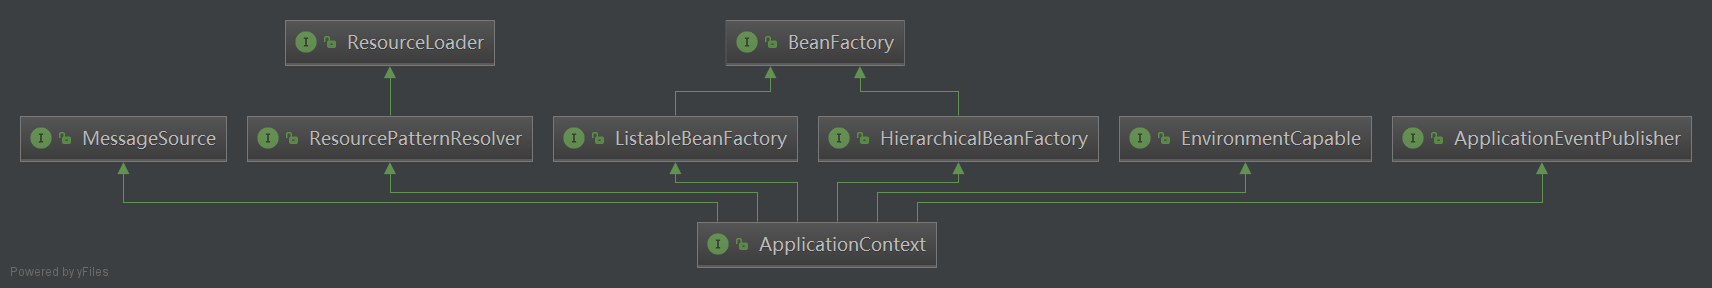 I ResourceLoader
I BeanFactory
I MessageSource
I ResourcePatternResolver
I ListableBeanFactory
I HierarchicalBeanFactory
I EnvironmentCapable
I ApplicationEventPublisher
I ApplicationContext
Powered by yFiles